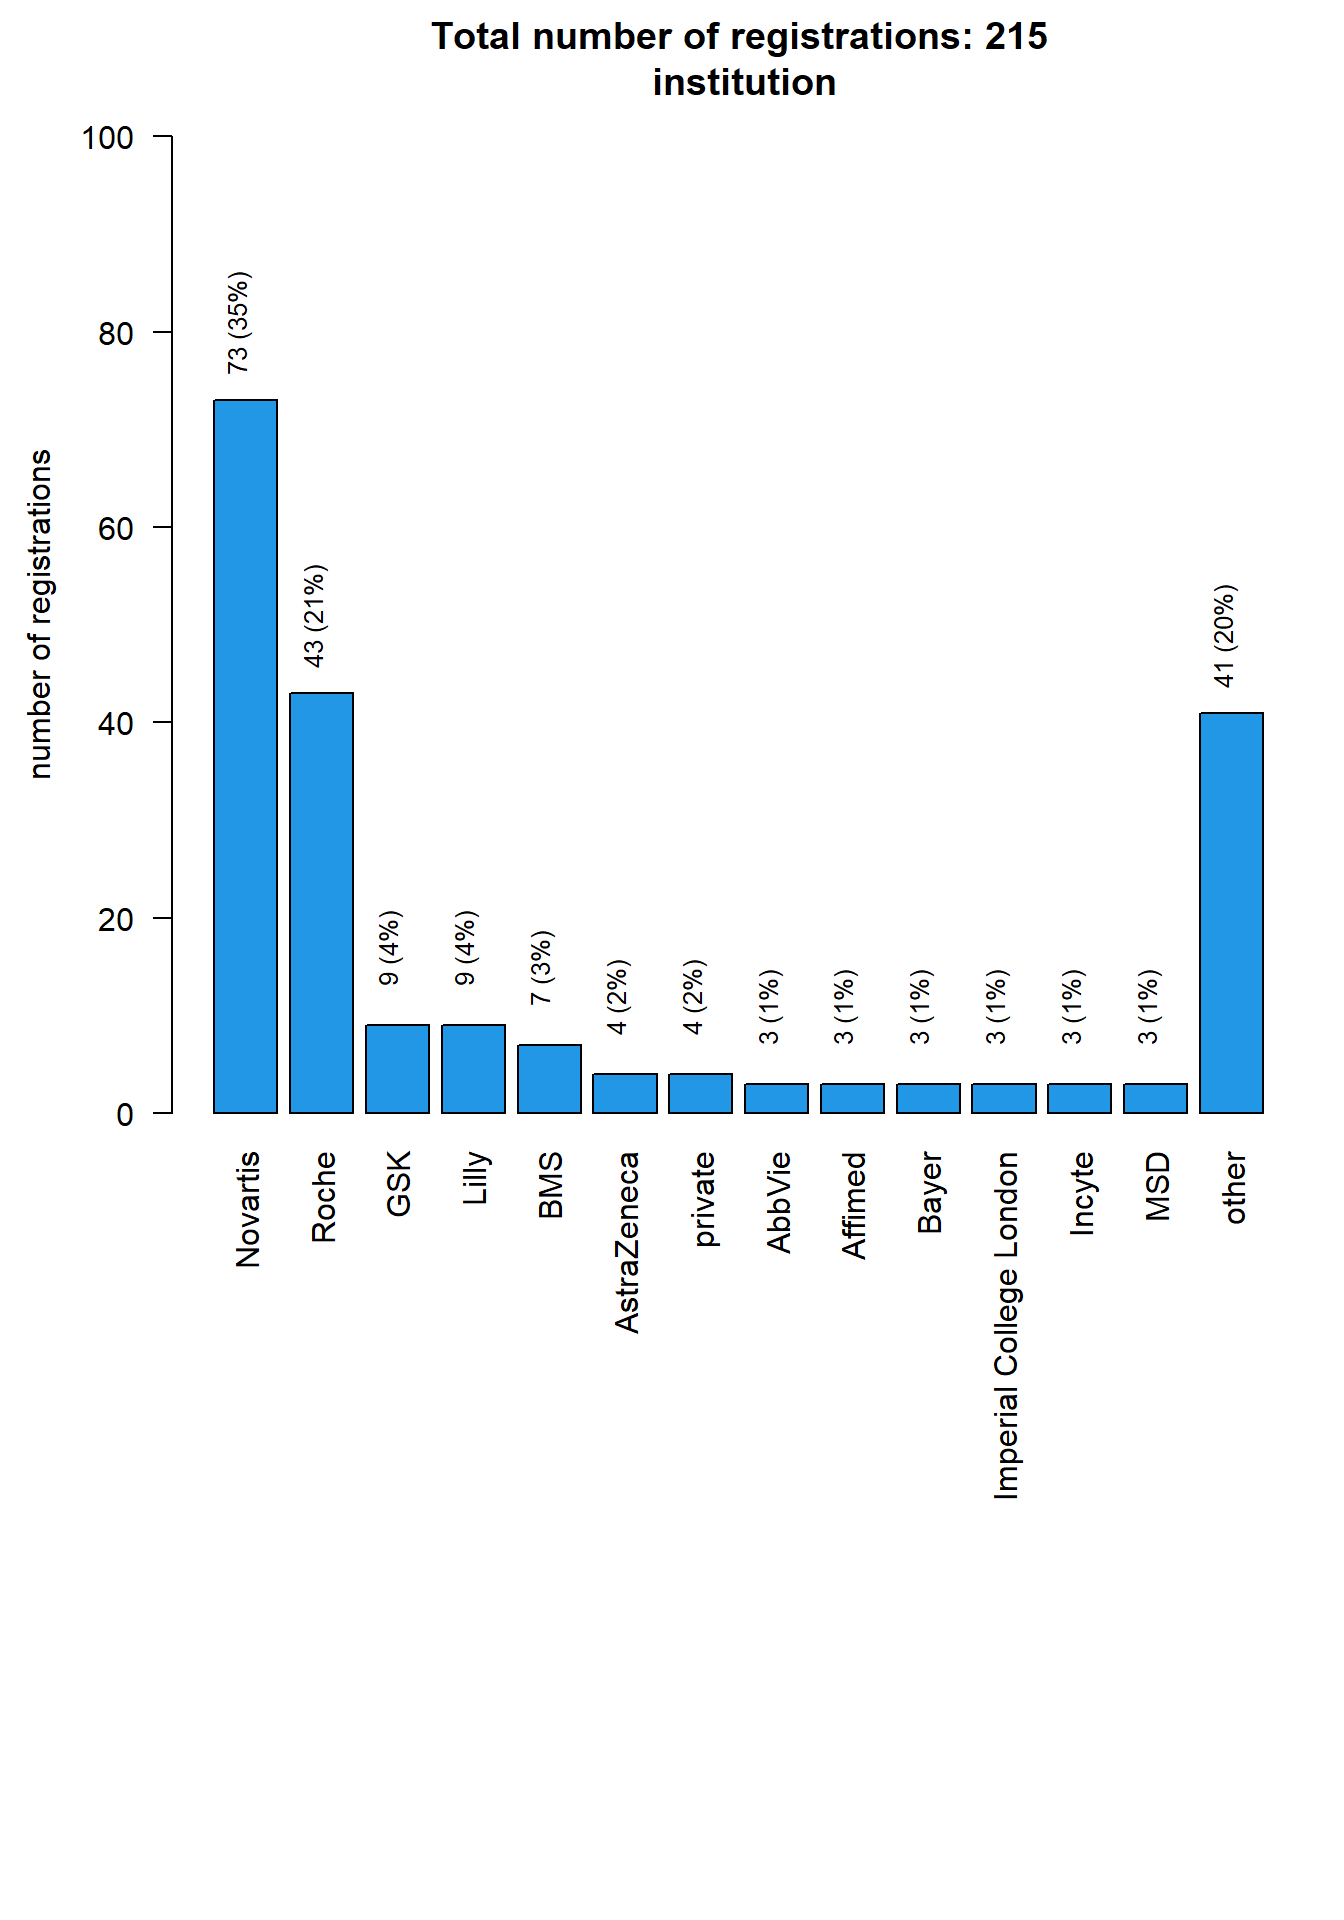 Total number of registrations: 215
institution
number of registrations
100
80
60
40
20
0
73 (35%)
43 (21%)
9 (4%)
9 (4%)
7 (3%)
4 (2%)
4 (2%)
3 (1%)
3 (1%)
3 (1%)
3 (1%)
3 (1%)
3 (1%)
41 (20%)
Novartis
Roche
GSK
Lilly
BMS
AstraZeneca
private
AbbVie
Affimed
Bayer
Imperial College London
Incyte
MSD
other